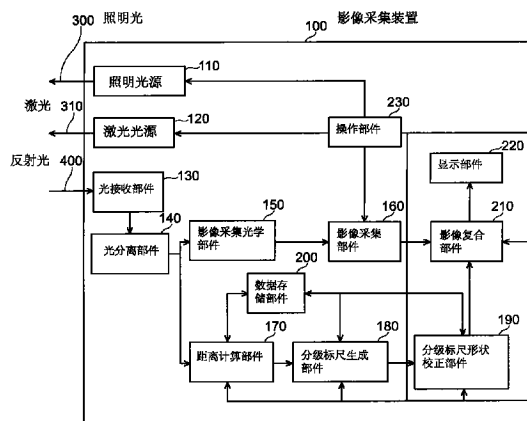 300
照明光
100
影像采集装置
110
照明光源
激光
310
120
激光光源
230
操作部件
220
显示部件
反射光
400
130
光接收部件
140
光分离部件
150
影像采集光学
部件
160
影像采集
部件
210
影像复合
部件
200
数据存
储部件
170
距离计算部件
180
分级标尺生成
部件
190
分级标尺形状
校正部件